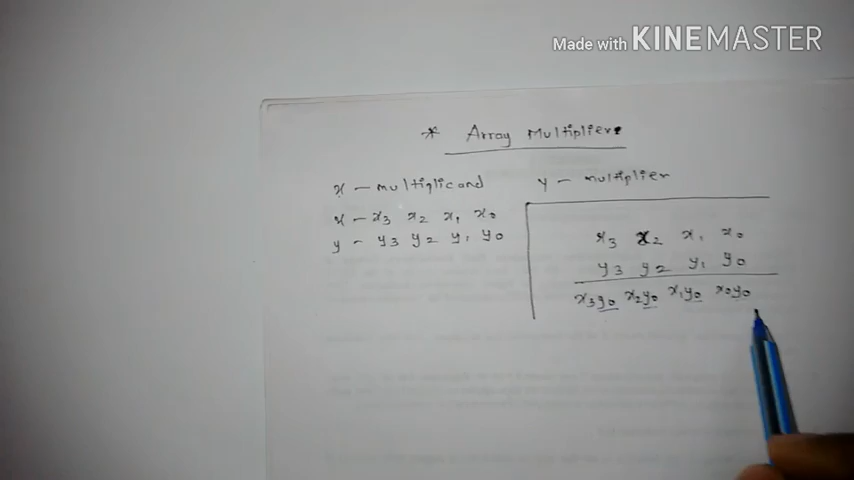 Made with KINEMASTER
* Array Multiplier
x - multiplicand
y - multiplier
x - x3 x2 x1 x0
y - y3 y2 y1 y0
x3 x2 x1 x0
y3 y2 y1 y0
x3y0 x2y0 x1y0 x0y0